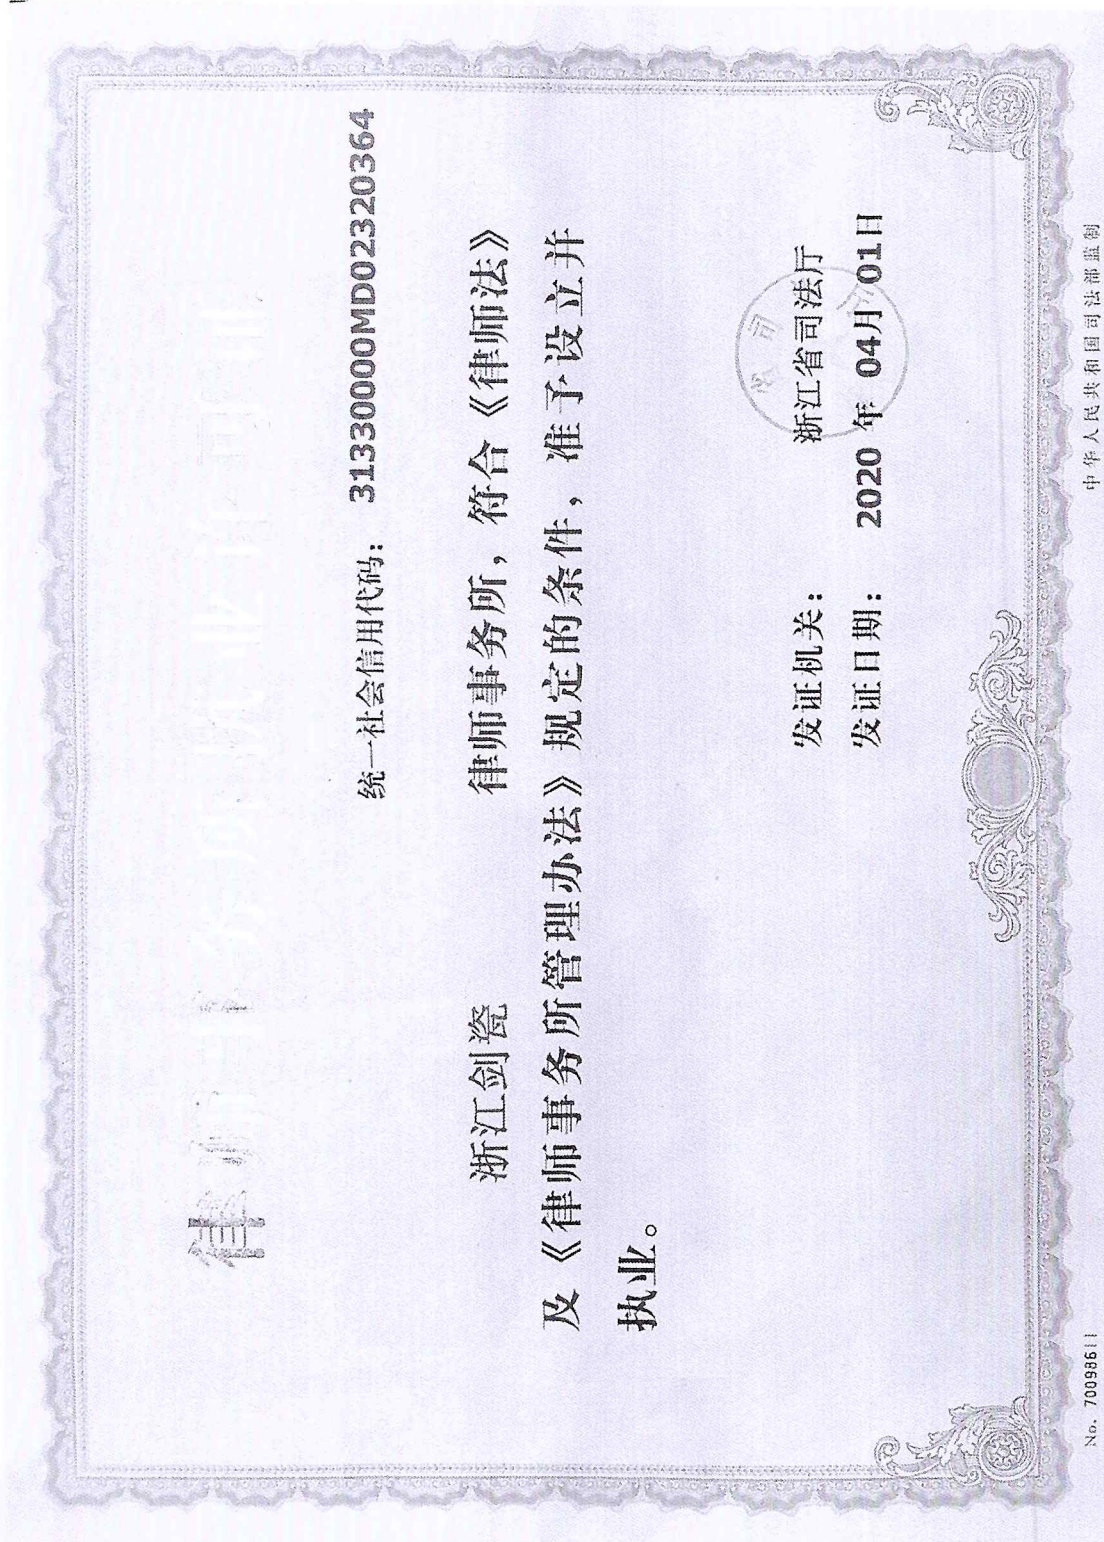 律师事务所执业许可证
统一社会信用代码： 31330000MD02320364
浙江剑瓷 律师事务所，符合《律师法》
及《律师事务所管理办法》规定的条件，准予设立并
执业。
发证机关： 浙江省司法厅
发证日期： 2020 年 04月 01日
No. 70098611
中华人民共和国司法部监制